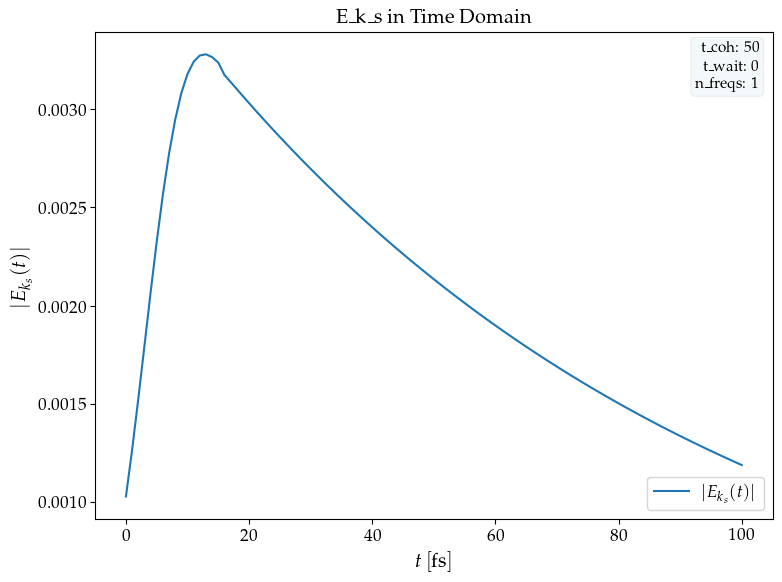 E_k_s in Time Domain
t_coh: 50
t_wait: 0
n_freqs: 1
|E_{k_s}(t)|
0.0030
0.0025
0.0020
0.0015
0.0010
|E_{k_s}(t)|
0 20 40 60 80 100
t [fs]